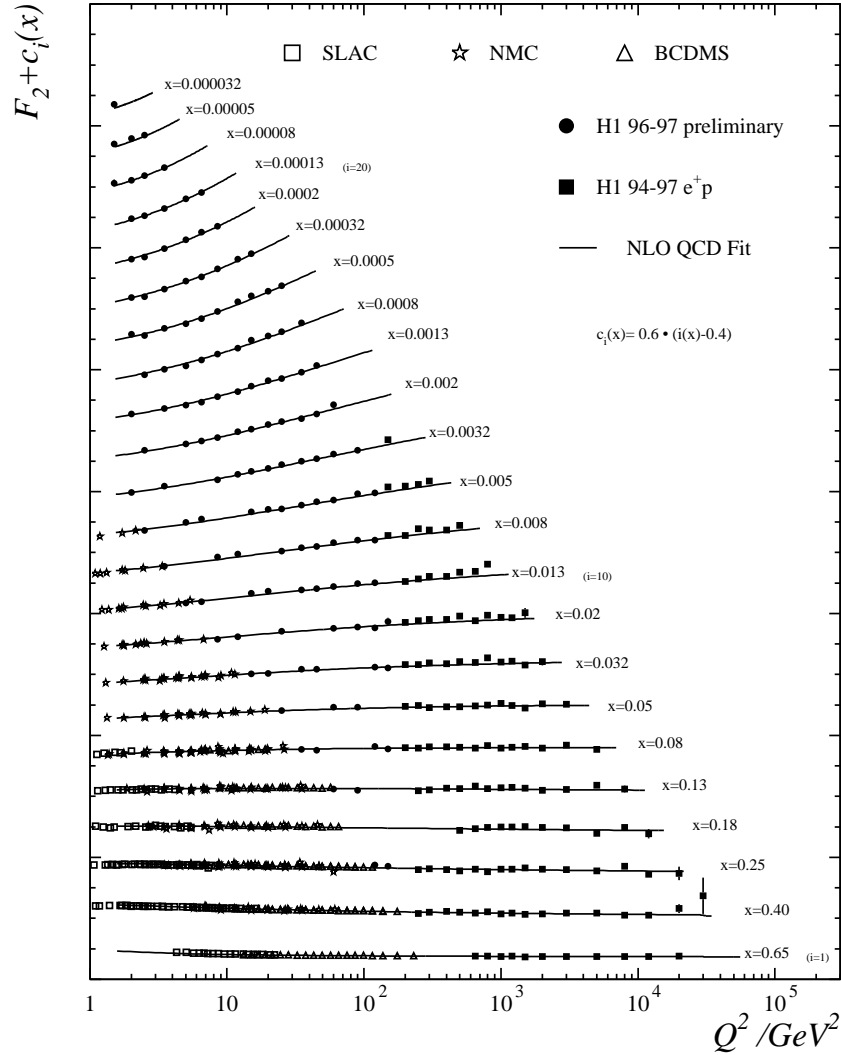 F₂+cᵢ(x)
SLAC NMC BCDMS
x=0.000032
x=0.00005
H1 96-97 preliminary
x=0.00008
x=0.00013 (i=20)
H1 94-97 e⁺p
x=0.0002
x=0.00032
NLO QCD Fit
x=0.0005
x=0.0008
cᵢ(x)= 0.6 • (i(x)-0.4)
x=0.0013
x=0.002
x=0.0032
x=0.005
x=0.008
x=0.013 (i=10)
x=0.02
x=0.032
x=0.05
x=0.08
x=0.13
x=0.18
x=0.25
x=0.40
x=0.65 (i=1)
1 10 10² 10³ 10⁴ 10⁵
Q² /GeV²